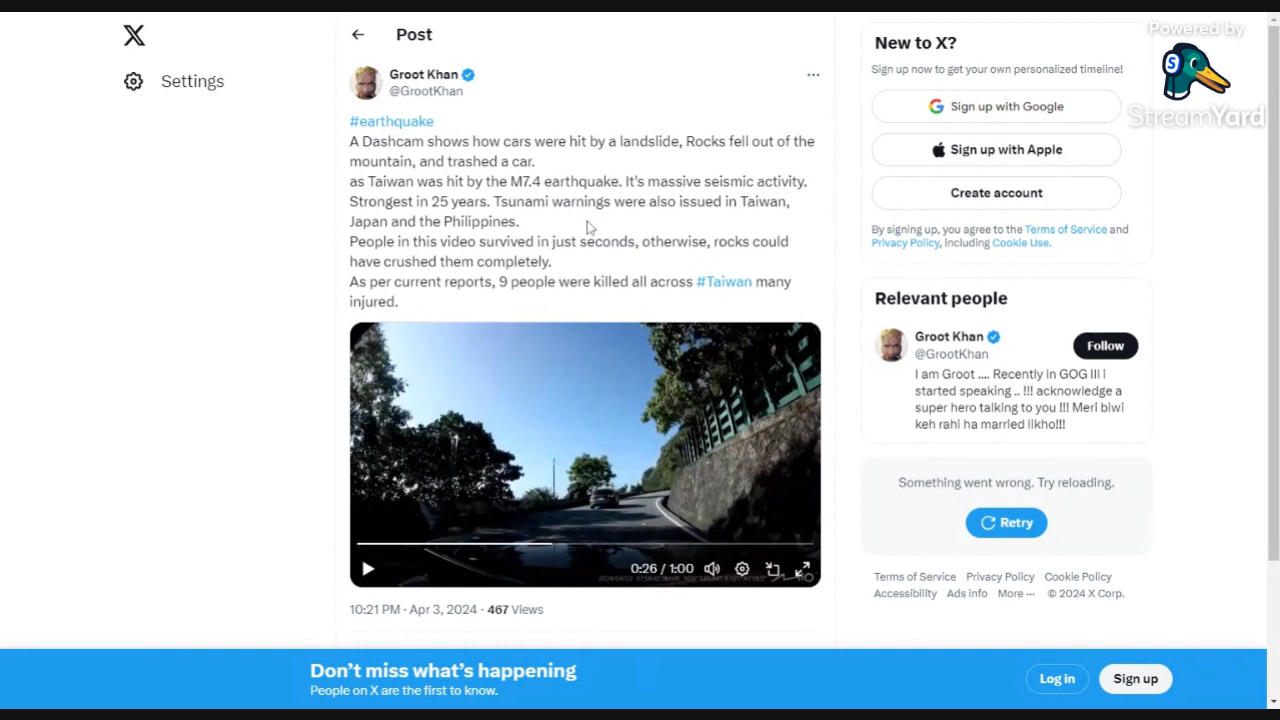 Powered by
StreamYard
X
Settings
Post
Groot Khan
@GrootKhan
#earthquake
A Dashcam shows how cars were hit by a landslide, Rocks fell out of the
mountain, and trashed a car.
as Taiwan was hit by the M7.4 earthquake. It's massive seismic activity.
Strongest in 25 years. Tsunami warnings were also issued in Taiwan,
Japan and the Philippines.
People in this video survived in just seconds, otherwise, rocks could
have crushed them completely.
As per current reports, 9 people were killed all across #Taiwan many
injured.
0:26 / 1:00
10:21 PM · Apr 3, 2024 · 467 Views
New to X?
Sign up now to get your own personalized timeline!
Sign up with Google
Sign up with Apple
Create account
By signing up, you agree to the Terms of Service and
Privacy Policy, including Cookie Use.
Relevant people
Groot Khan
@GrootKhan
Follow
I am Groot .... Recently in GOG III i
started speaking .. !!! acknowledge a
super hero talking to you !!! Meri biwi
keh rahi ha married likho!!!
Something went wrong. Try reloading.
Retry
Terms of Service Privacy Policy Cookie Policy
Accessibility Ads info More ··· © 2024 X Corp.
Don't miss what's happening
People on X are the first to know.
Log in
Sign up